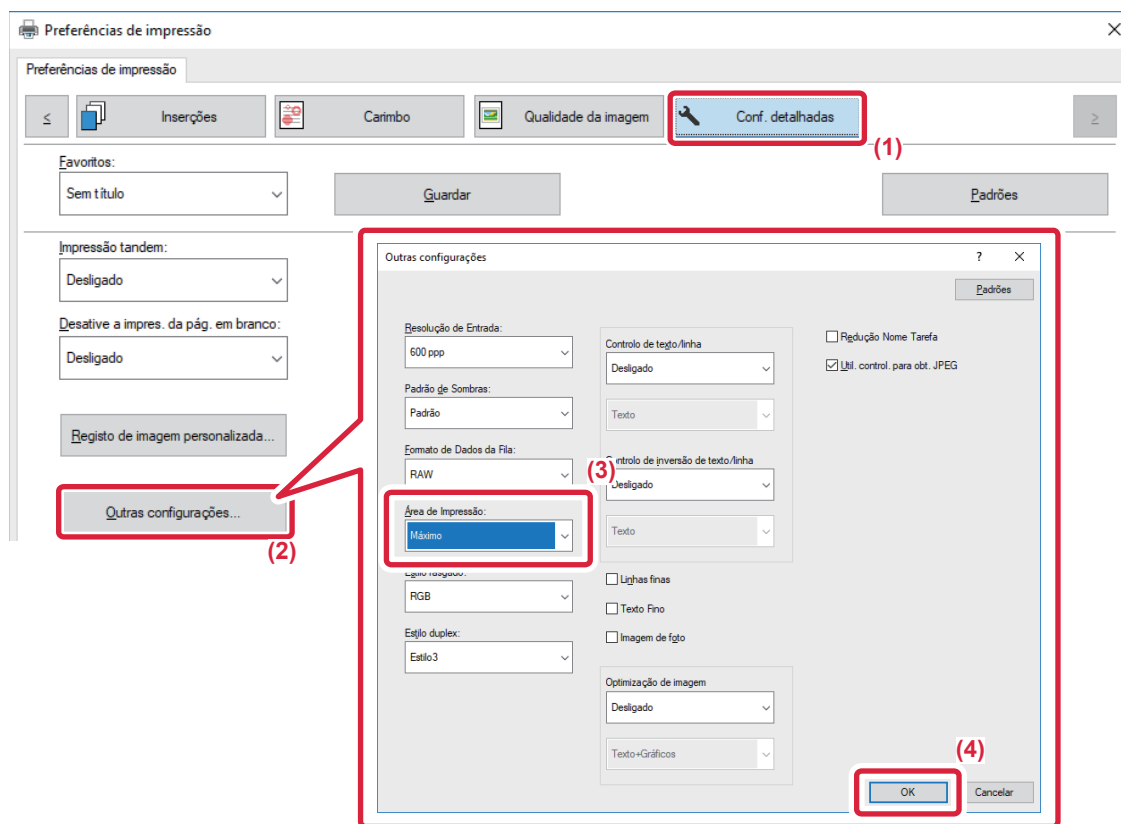 Preferências de impressão
Preferências de impressão
<
Inserções
Carimbo
Qualidade da imagem
Conf. detalhadas
>
(1)
Favoritos:
Sem título
Guardar
Padrões
Impressão tandem:
Desligado
Desative a impres. da pág. em branco:
Desligado
Registo de imagem personalizada...
Outras configurações...
(2)
Outras configurações
?
Padrões
Resolução de Entrada:
600 ppp
Padrão de Sombras:
Padrão
Formato de Dados da Fila:
RAW
(3)
Área de Impressão:
Máximo
Estilo rasgado:
RGB
Estilo duplex:
Estilo3
Controlo de texto/linha
Desligado
Texto
Controlo de inversão de texto/linha
Desligado
Texto
Linhas finas
Texto Fino
Imagem de foto
Optimização de imagem
Desligado
Texto+Gráficos
Redução Nome Tarefa
Util. control. para obt. JPEG
(4)
OK
Cancelar